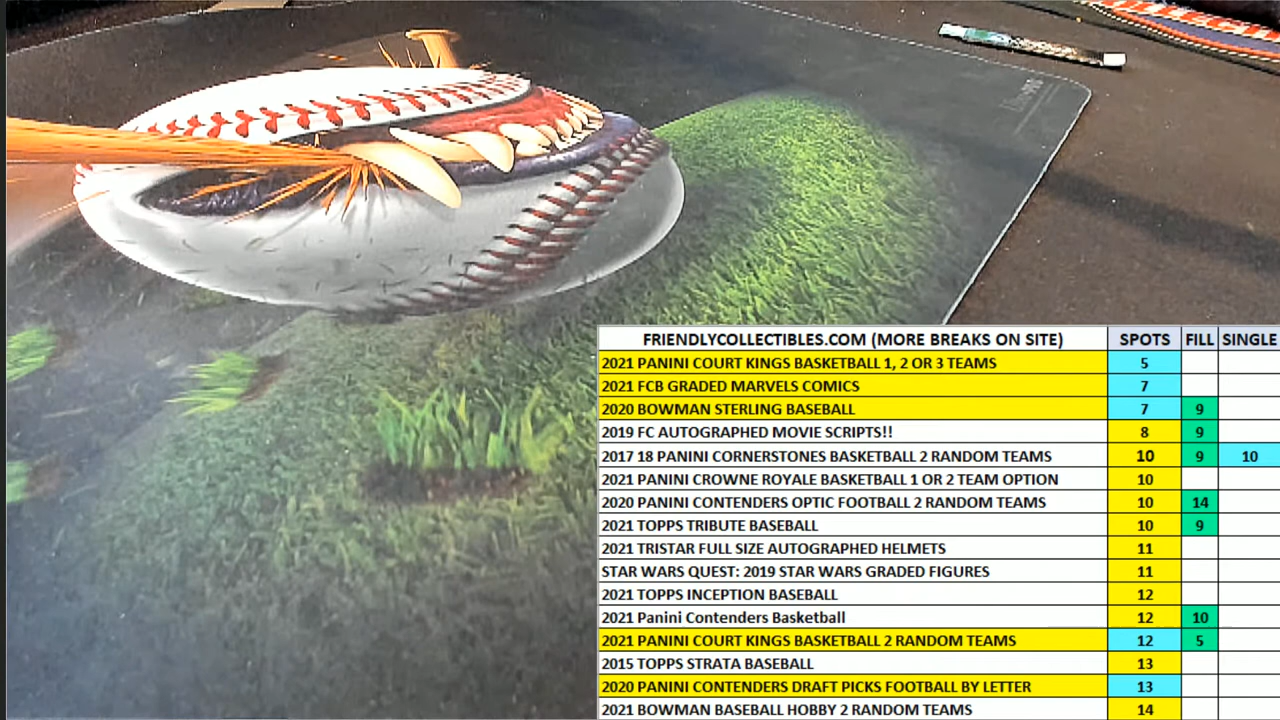 FRIENDLYCOLLECTIBLES.COM (MORE BREAKS ON SITE) SPOTS FILL SINGLE
2021 PANINI COURT KINGS BASKETBALL 1, 2 OR 3 TEAMS 5
2021 FCB GRADED MARVELS COMICS 7
2020 BOWMAN STERLING BASEBALL 7 9
2019 FC AUTOGRAPHED MOVIE SCRIPTS!! 8 9
2017 18 PANINI CORNERSTONES BASKETBALL 2 RANDOM TEAMS 10 9 10
2021 PANINI CROWNE ROYALE BASKETBALL 1 OR 2 TEAM OPTION 10
2020 PANINI CONTENDERS OPTIC FOOTBALL 2 RANDOM TEAMS 10 14
2021 TOPPS TRIBUTE BASEBALL 10 9
2021 TRISTAR FULL SIZE AUTOGRAPHED HELMETS 11
STAR WARS QUEST: 2019 STAR WARS GRADED FIGURES 11
2021 TOPPS INCEPTION BASEBALL 12
2021 Panini Contenders Basketball 12 10
2021 PANINI COURT KINGS BASKETBALL 2 RANDOM TEAMS 12 5
2015 TOPPS STRATA BASEBALL 13
2020 PANINI CONTENDERS DRAFT PICKS FOOTBALL BY LETTER 13
2021 BOWMAN BASEBALL HOBBY 2 RANDOM TEAMS 14